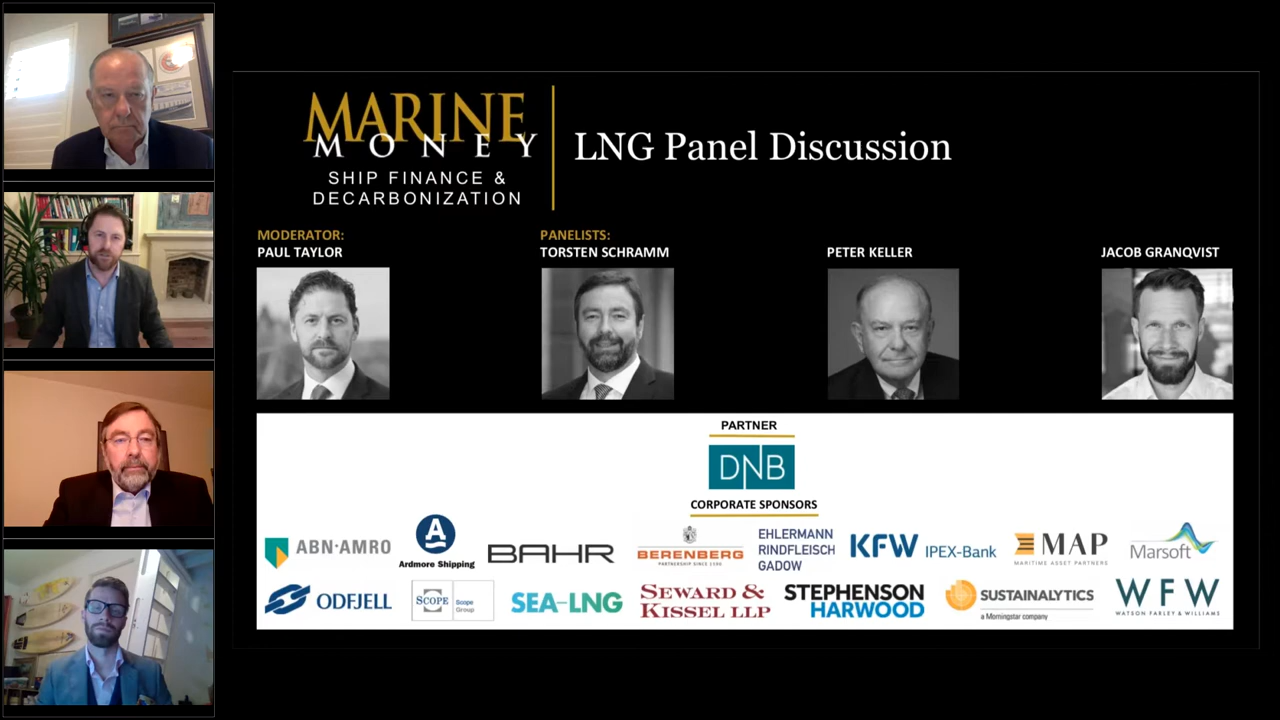 MARINE
MONEY
SHIP FINANCE &
DECARBONIZATION
LNG Panel Discussion
MODERATOR:
PAUL TAYLOR
PANELISTS:
TORSTEN SCHRAMM
PETER KELLER
JACOB GRANQVIST
PARTNER
DNB
CORPORATE SPONSORS
ABN·AMRO
A
Ardmore Shipping
BAHR
BERENBERG
PARTNERSHIP SINCE 1590
EHLERMANN
RINDFLEISCH
GADOW
KFW IPEX-Bank
MAP
MARITIME ASSET PARTNERS
Marsoft
ODFJELL
SCOPE
Scope
Group
SEA-LNG
SEWARD &
KISSEL LLP
STEPHENSON
HARWOOD
SUSTAINALYTICS
a Morningstar company
WFW
WATSON FARLEY & WILLIAMS